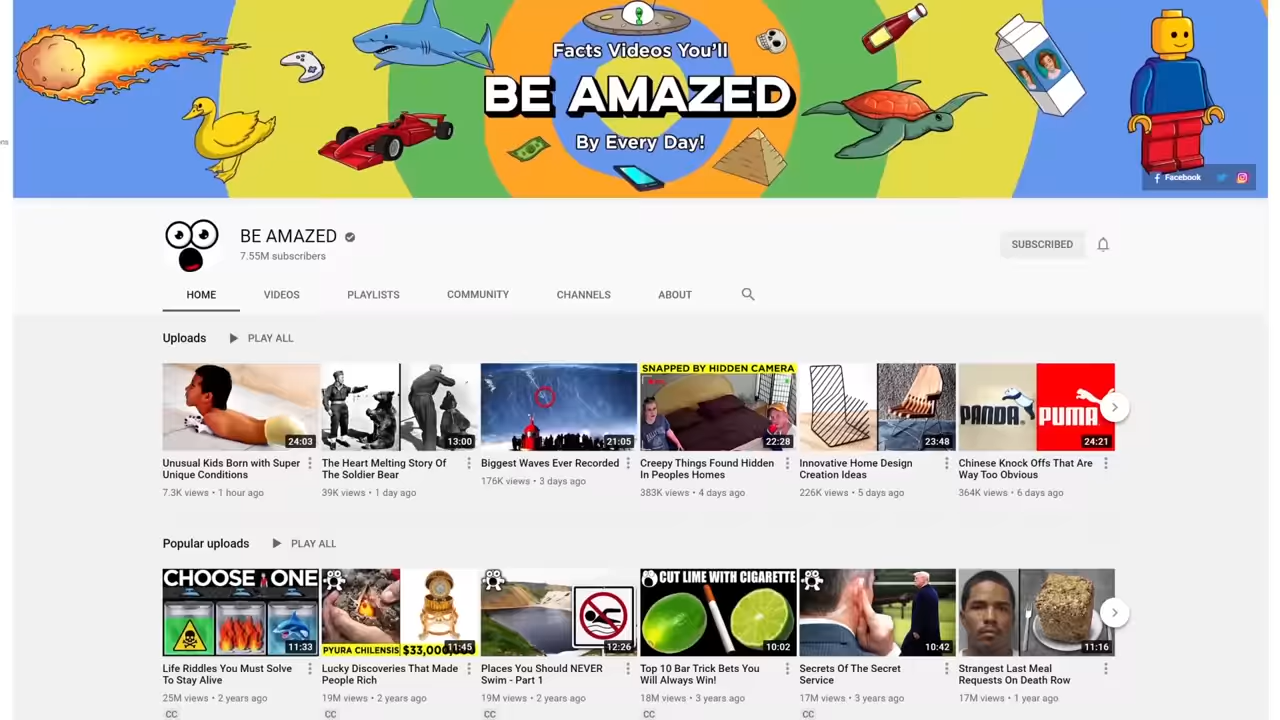 Facts Videos You'll
BE AMAZED
By Every Day!
Facebook
BE AMAZED
7.55M subscribers
SUBSCRIBED
HOME
VIDEOS
PLAYLISTS
COMMUNITY
CHANNELS
ABOUT
Uploads
PLAY ALL
24:03
13:00
21:05
SNAPPED BY HIDDEN CAMERA
22:28
23:48
PANDA
PUMA
24:21
Unusual Kids Born with Super
Unique Conditions
7.3K views • 1 hour ago
The Heart Melting Story Of
The Soldier Bear
39K views • 1 day ago
Biggest Waves Ever Recorded
176K views • 3 days ago
Creepy Things Found Hidden
In Peoples Homes
383K views • 4 days ago
Innovative Home Design
Creation Ideas
226K views • 5 days ago
Chinese Knock Offs That Are
Way Too Obvious
364K views • 6 days ago
Popular uploads
PLAY ALL
CHOOSE ONE
11:33
PYURA CHILENSIS
11:45
12:26
CUT LIME WITH CIGARETTE
10:02
10:42
11:16
Life Riddles You Must Solve
To Stay Alive
25M views • 2 years ago
CC
Lucky Discoveries That Made
People Rich
19M views • 2 years ago
CC
Places You Should NEVER
Swim - Part 1
19M views • 2 years ago
CC
Top 10 Bar Trick Bets You
Will Always Win!
18M views • 3 years ago
CC
Secrets Of The Secret
Service
17M views • 3 years ago
CC
Strangest Last Meal
Requests On Death Row
17M views • 1 year ago